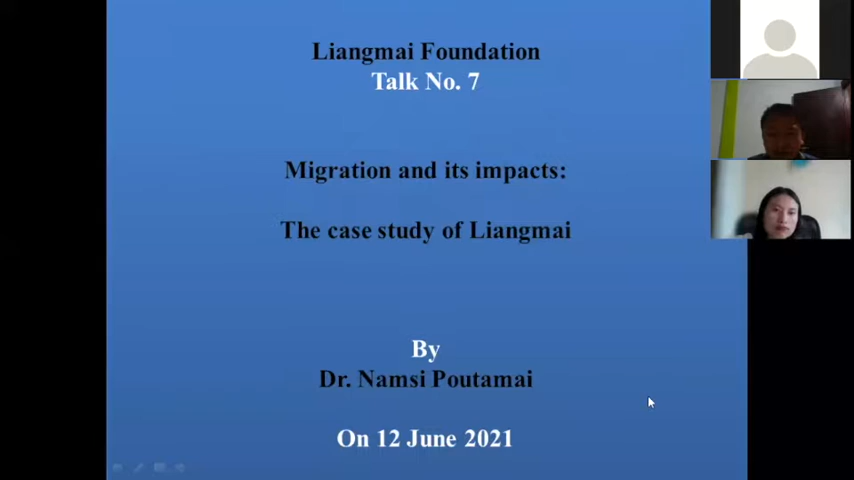 Liangmai Foundation
Talk No. 7
Migration and its impacts:
The case study of Liangmai
By
Dr. Namsi Poutamai
On 12 June 2021